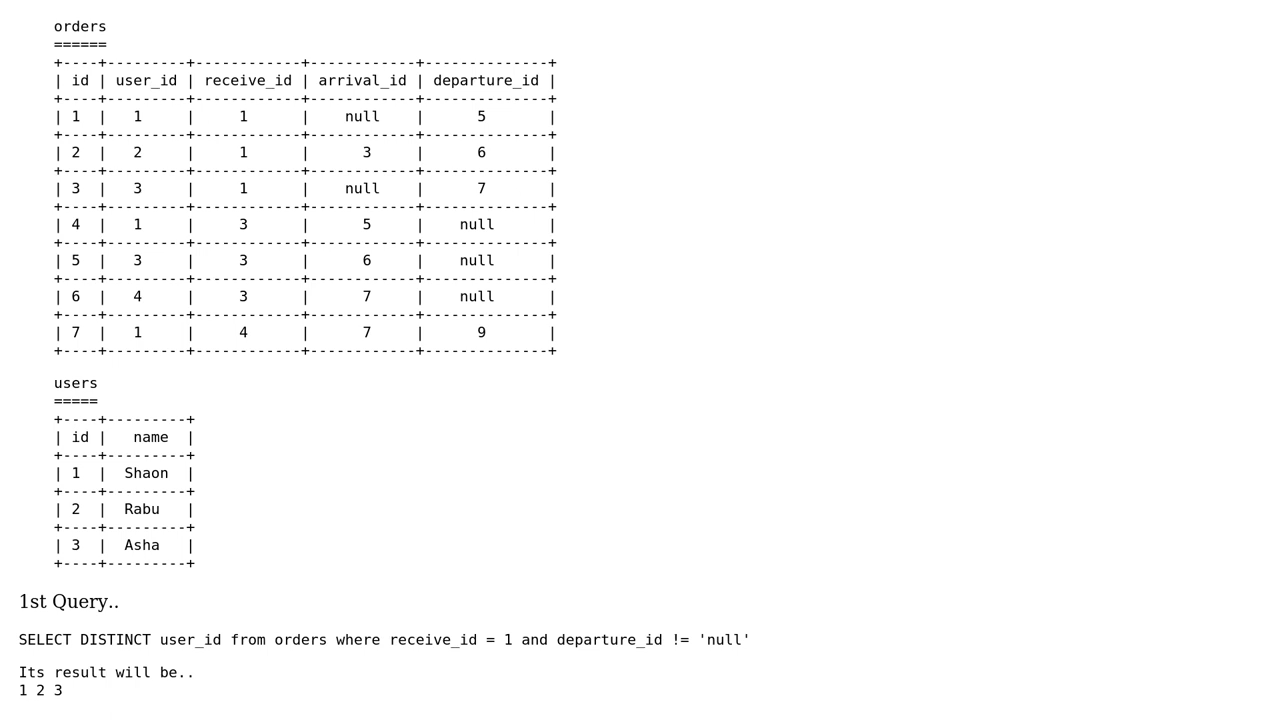 orders
======
+----+---------+------------+------------+--------------+
| id | user_id | receive_id | arrival_id | departure_id |
+----+---------+------------+------------+--------------+
| 1  |   1     |     1      |    null    |      5       |
+----+---------+------------+------------+--------------+
| 2  |   2     |     1      |      3     |      6       |
+----+---------+------------+------------+--------------+
| 3  |   3     |     1      |    null    |      7       |
+----+---------+------------+------------+--------------+
| 4  |   1     |     3      |      5     |    null      |
+----+---------+------------+------------+--------------+
| 5  |   3     |     3      |      6     |    null      |
+----+---------+------------+------------+--------------+
| 6  |   4     |     3      |      7     |    null      |
+----+---------+------------+------------+--------------+
| 7  |   1     |     4      |      7     |      9       |
+----+---------+------------+------------+--------------+
users
=====
+----+---------+
| id |   name  |
+----+---------+
| 1  |  Shaon  |
+----+---------+
| 2  |  Rabu   |
+----+---------+
| 3  |  Asha   |
+----+---------+
1st Query..
SELECT DISTINCT user_id from orders where receive_id = 1 and departure_id != 'null'
Its result will be..
1 2 3